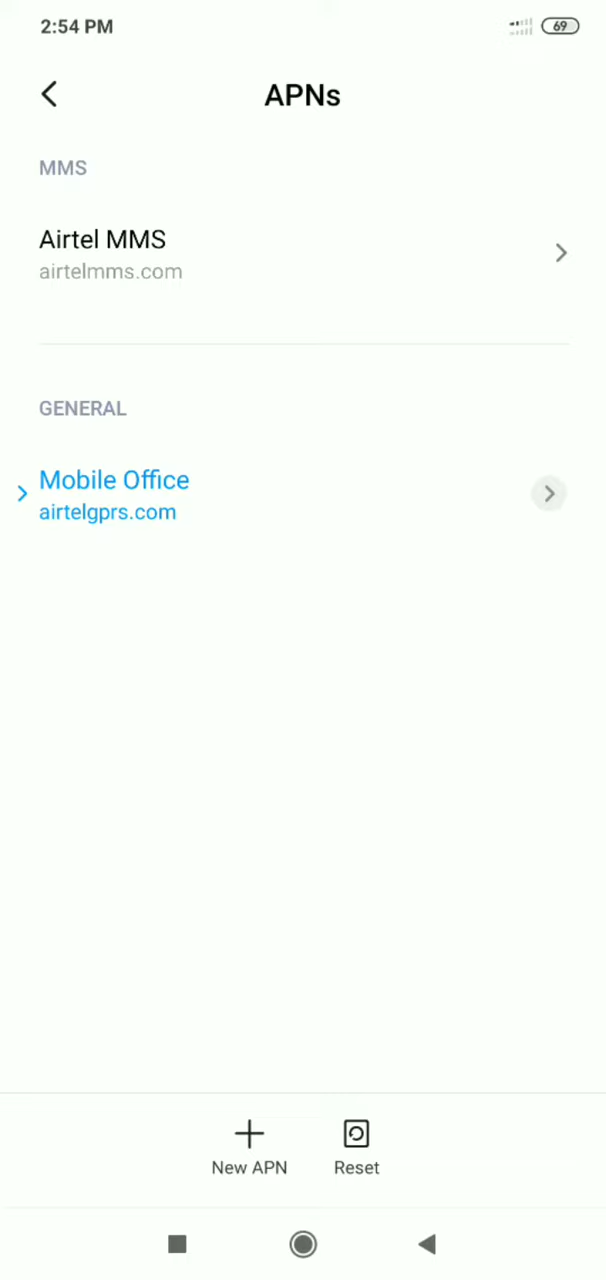 2:54 PM
69
APNs
MMS
Airtel MMS
airtelmms.com
GENERAL
Mobile Office
airtelgprs.com
New APN
Reset